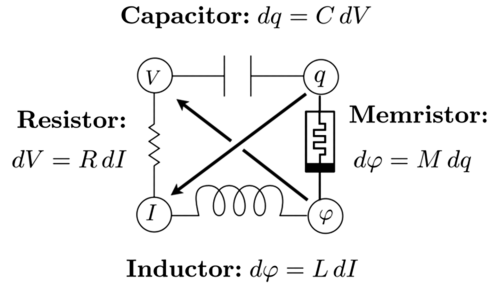 Capacitor: dq = C dV
V
q
Resistor:
dV = R dI
Memristor:
dφ = M dq
I
φ
Inductor: dφ = L dI